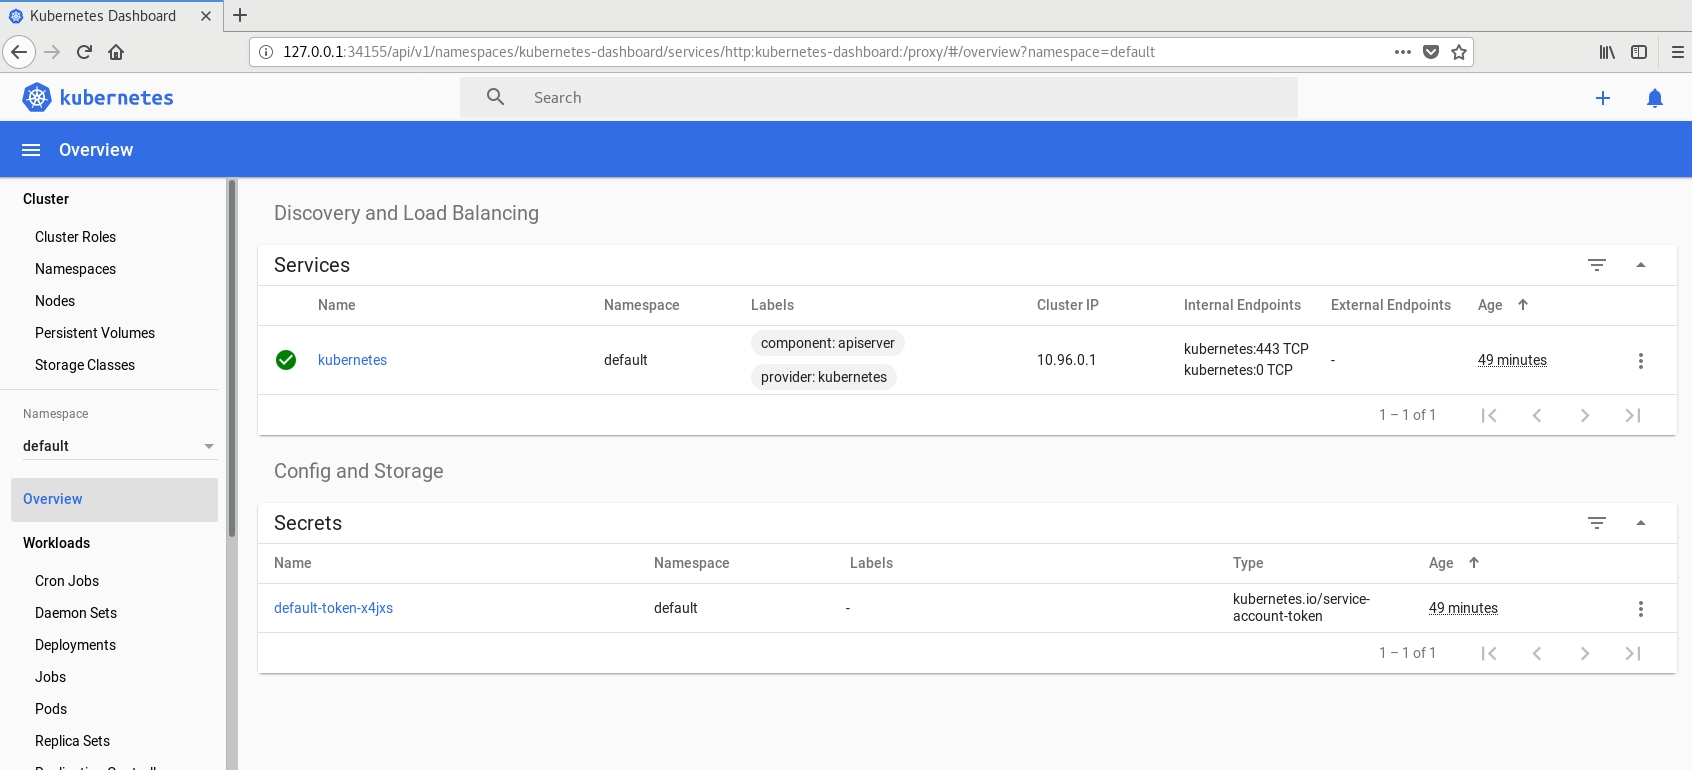 Kubernetes Dashboard
127.0.0.1:34155/api/v1/namespaces/kubernetes-dashboard/services/http:kubernetes-dashboard:/proxy/#/overview?namespace=default
kubernetes
Search
Overview
Cluster
Cluster Roles
Namespaces
Nodes
Persistent Volumes
Storage Classes
Namespace
default
Overview
Workloads
Cron Jobs
Daemon Sets
Deployments
Jobs
Pods
Replica Sets
Discovery and Load Balancing
Services
Name Namespace Labels Cluster IP Internal Endpoints External Endpoints Age
kubernetes default component: apiserver provider: kubernetes 10.96.0.1 kubernetes:443 TCP kubernetes:0 TCP - 49 minutes
1 – 1 of 1
Config and Storage
Secrets
Name Namespace Labels Type Age
default-token-x4jxs default - kubernetes.io/service-account-token 49 minutes
1 – 1 of 1